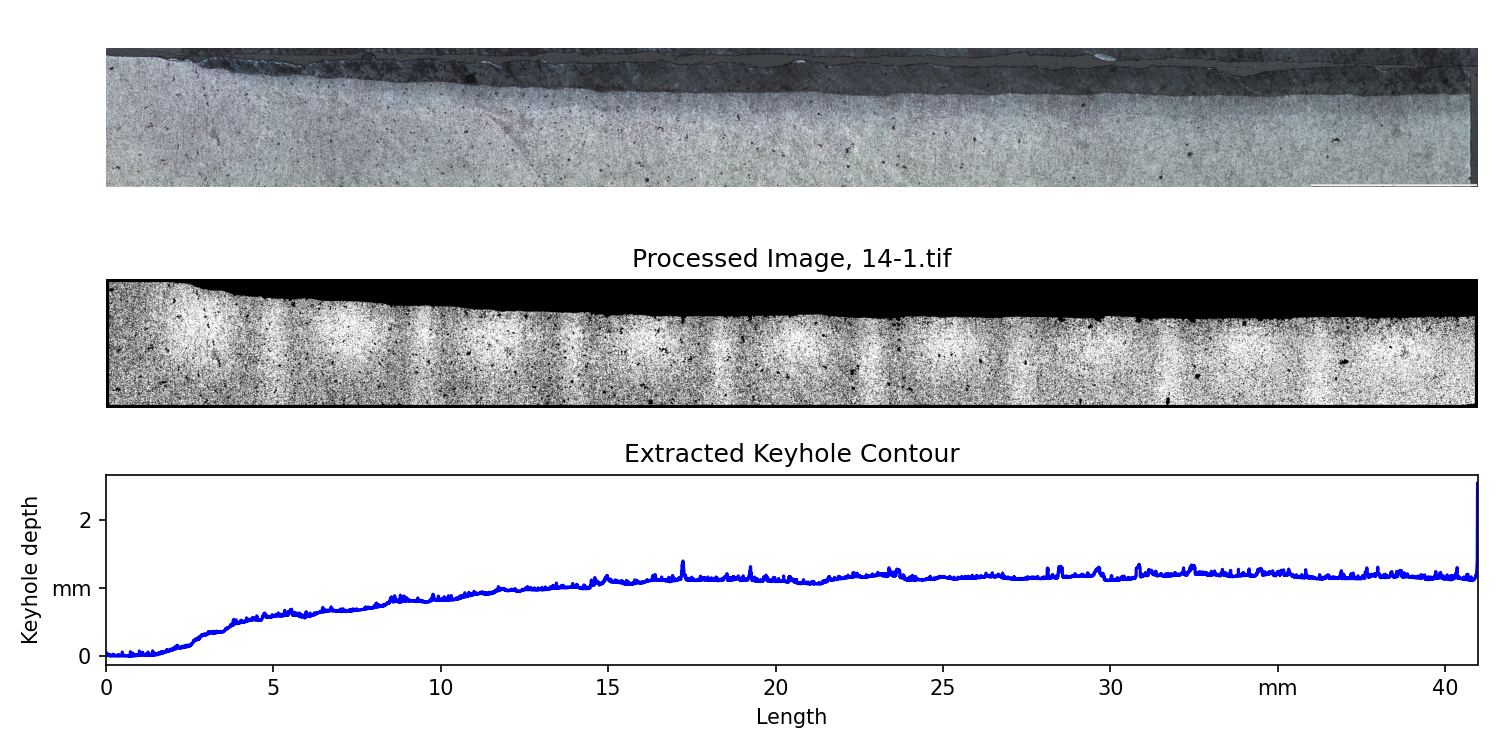 Processed Image, 14-1.tif
Extracted Keyhole Contour
Keyhole depth
2
mm
0
0 5 10 15 20 25 30 mm 40
Length